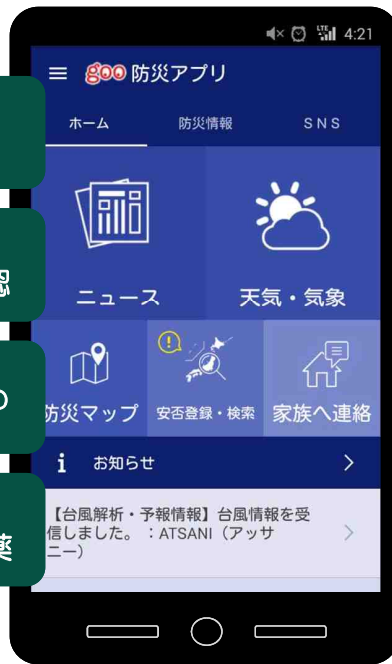 4:21
goo 防災アプリ
ホーム 防災情報 SNS
ニュース 天気・気象
防災マップ 安否登録・検索 家族へ連絡
i お知らせ
【台風解析・予報情報】台風情報を受
信しました。:ATSANI（アッサ
ニー）